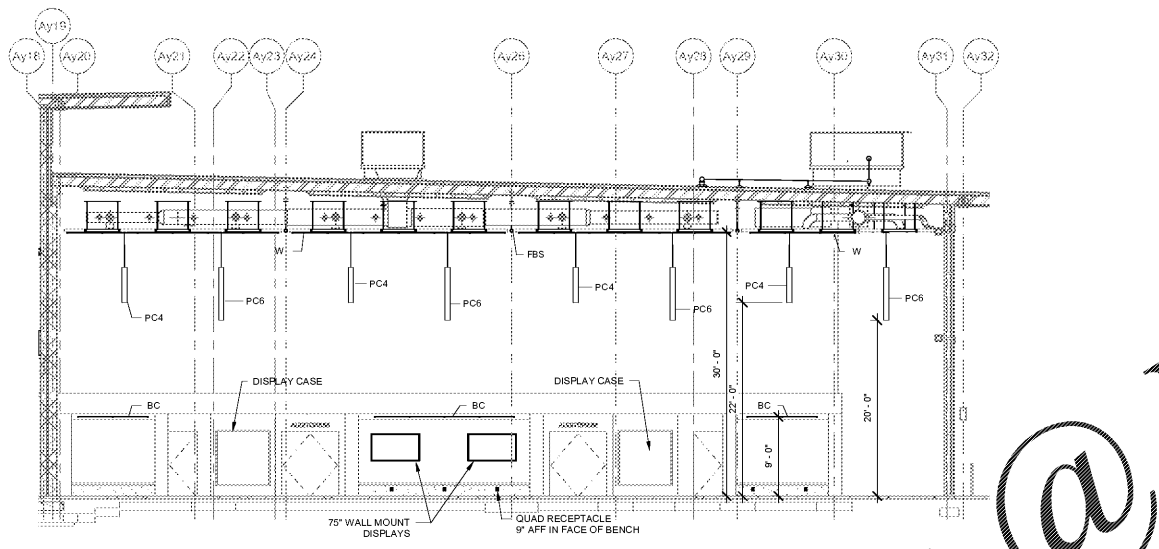 Ay19
Ay18
Ay20
Ay21
Ay22
Ay23
Ay24
Ay26
Ay27
Ay28
Ay29
Ay30
Ay31
Ay32
W
FBS
W
PC4
PC6
PC4
PC6
PC4
PC6
PC4
PC6
30' - 0"
22' - 0"
20' - 0"
9' - 0"
DISPLAY CASE
DISPLAY CASE
BC
BC
BC
75" WALL MOUNT
DISPLAYS
QUAD RECEPTACLE
9" AFF IN FACE OF BENCH
@